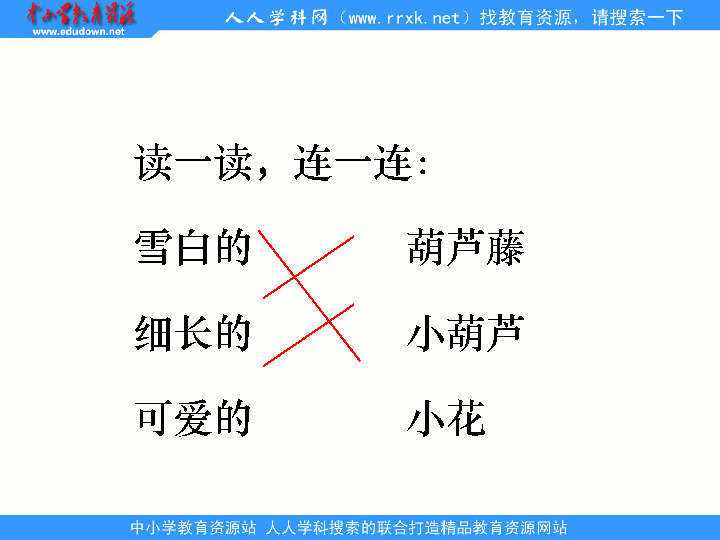 中小学教育资源
www.edudown.net
人人学科网（www.rrxk.net）找教育资源，请搜索一下
读一读，连一连：
雪白的 葫芦藤
细长的 小葫芦
可爱的 小花
中小学教育资源站 人人学科搜索的联合打造精品教育资源网站